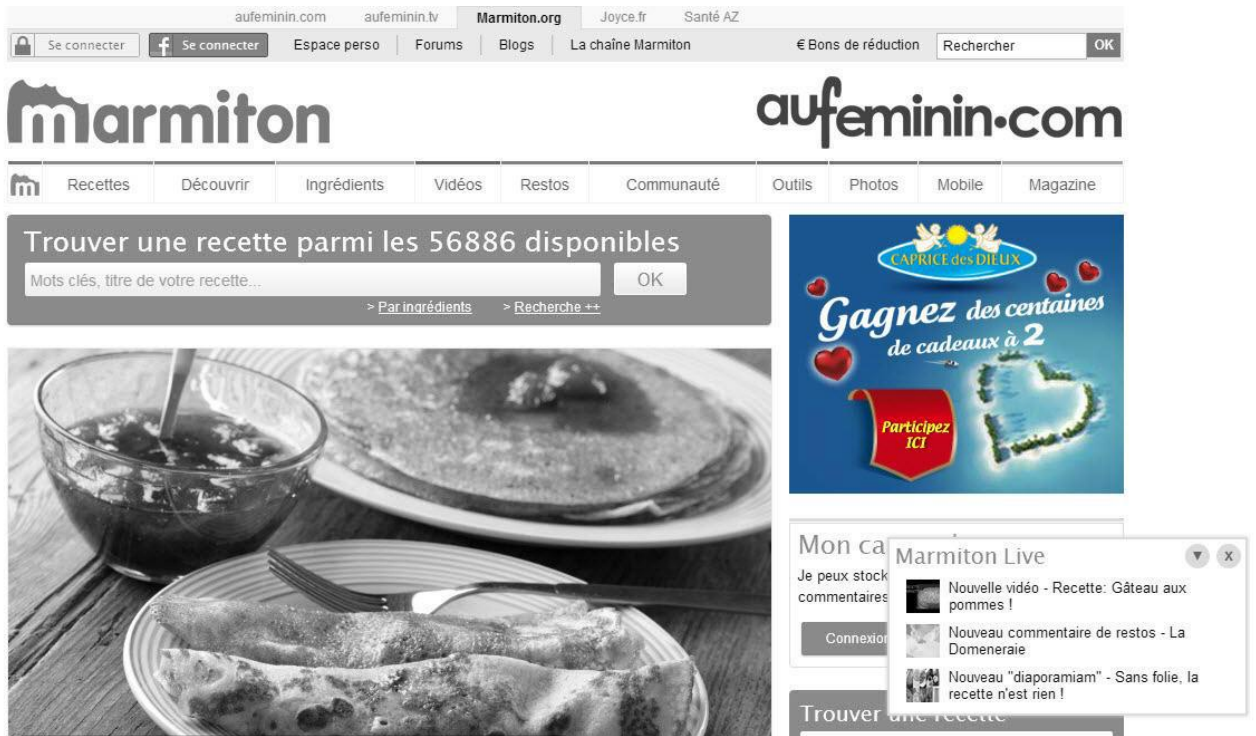 aufeminin.com aufeminin.tv Marmiton.org Joyce.fr Santé AZ
Se connecter f Se connecter Espace perso Forums Blogs La chaîne Marmiton € Bons de réduction Rechercher OK
marmiton
aufeminin.com
m Recettes Découvrir Ingrédients Vidéos Restos Communauté Outils Photos Mobile Magazine
Trouver une recette parmi les 56886 disponibles
Mots clés, titre de votre recette... OK
> Par ingrédients > Recherche ++
CAPRICE des DIEUX
Gagnez des centaines
de cadeaux à 2
Participez
ICI
Mon ca
Je peux stock
commentaires
Connexion
Marmiton Live ▼ X
Nouvelle vidéo - Recette: Gâteau aux
pommes !
Nouveau commentaire de restos - La
Domeneraie
Nouveau "diaporamiam" - Sans folie, la
recette n'est rien !
Trouver une recette